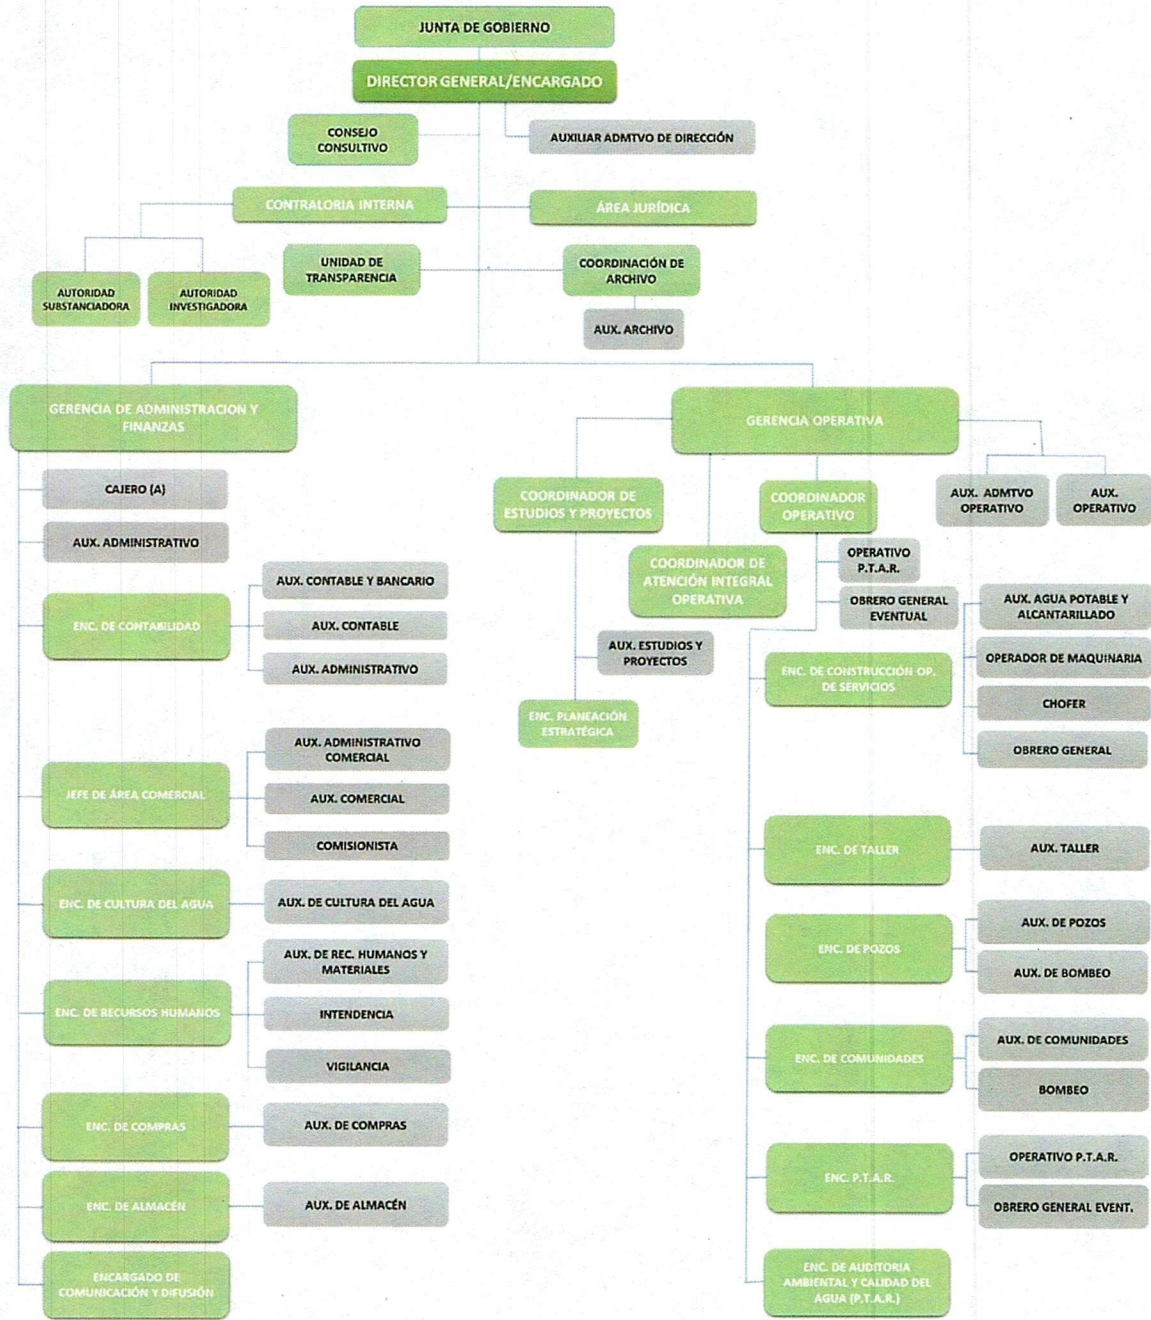 JUNTA DE GOBIERNO
DIRECTOR GENERAL/ENCARGADO
CONSEJO
CONSULTIVO
AUXILIAR ADMTVO DE DIRECCIÓN
CONTRALORIA INTERNA
ÁREA JURÍDICA
UNIDAD DE
TRANSPARENCIA
COORDINACIÓN DE
ARCHIVO
AUTORIDAD
SUBSTANCIADORA
AUTORIDAD
INVESTIGADORA
AUX. ARCHIVO
GERENCIA DE ADMINISTRACION Y
FINANZAS
CAJERO (A)
AUX. ADMINISTRATIVO
ENC. DE CONTABILIDAD
AUX. CONTABLE Y BANCARIO
AUX. CONTABLE
AUX. ADMINISTRATIVO
JEFE DE ÁREA COMERCIAL
AUX. ADMINISTRATIVO
COMERCIAL
AUX. COMERCIAL
COMISIONISTA
ENC. DE CULTURA DEL AGUA
AUX. DE CULTURA DEL AGUA
ENC. DE RECURSOS HUMANOS
AUX. DE REC. HUMANOS Y
MATERIALES
INTENDENCIA
VIGILANCIA
ENC. DE COMPRAS
AUX. DE COMPRAS
ENC. DE ALMACÉN
AUX. DE ALMACÉN
ENCARGADO DE
COMUNICACIÓN Y DIFUSIÓN
GERENCIA OPERATIVA
COORDINADOR DE
ESTUDIOS Y PROYECTOS
COORDINADOR DE
ATENCIÓN INTEGRAL
OPERATIVA
COORDINADOR
OPERATIVO
AUX. ADMTVO
OPERATIVO
AUX.
OPERATIVO
AUX. ESTUDIOS Y
PROYECTOS
ENC. PLANEACIÓN
ESTRATÉGICA
OPERATIVO
P.T.A.R.
OBRERO GENERAL
EVENTUAL
ENC. DE CONSTRUCCIÓN OP.
DE SERVICIOS
AUX. AGUA POTABLE Y
ALCANTARILLADO
OPERADOR DE MAQUINARIA
CHOFER
OBRERO GENERAL
ENC. DE TALLER
AUX. TALLER
ENC. DE POZOS
AUX. DE POZOS
AUX. DE BOMBEO
ENC. DE COMUNIDADES
AUX. DE COMUNIDADES
BOMBEO
ENC. P.T.A.R.
OPERATIVO P.T.A.R.
OBRERO GENERAL EVENT.
ENC. DE AUDITORIA
AMBIENTAL Y CALIDAD DEL
AGUA (P.T.A.R.)